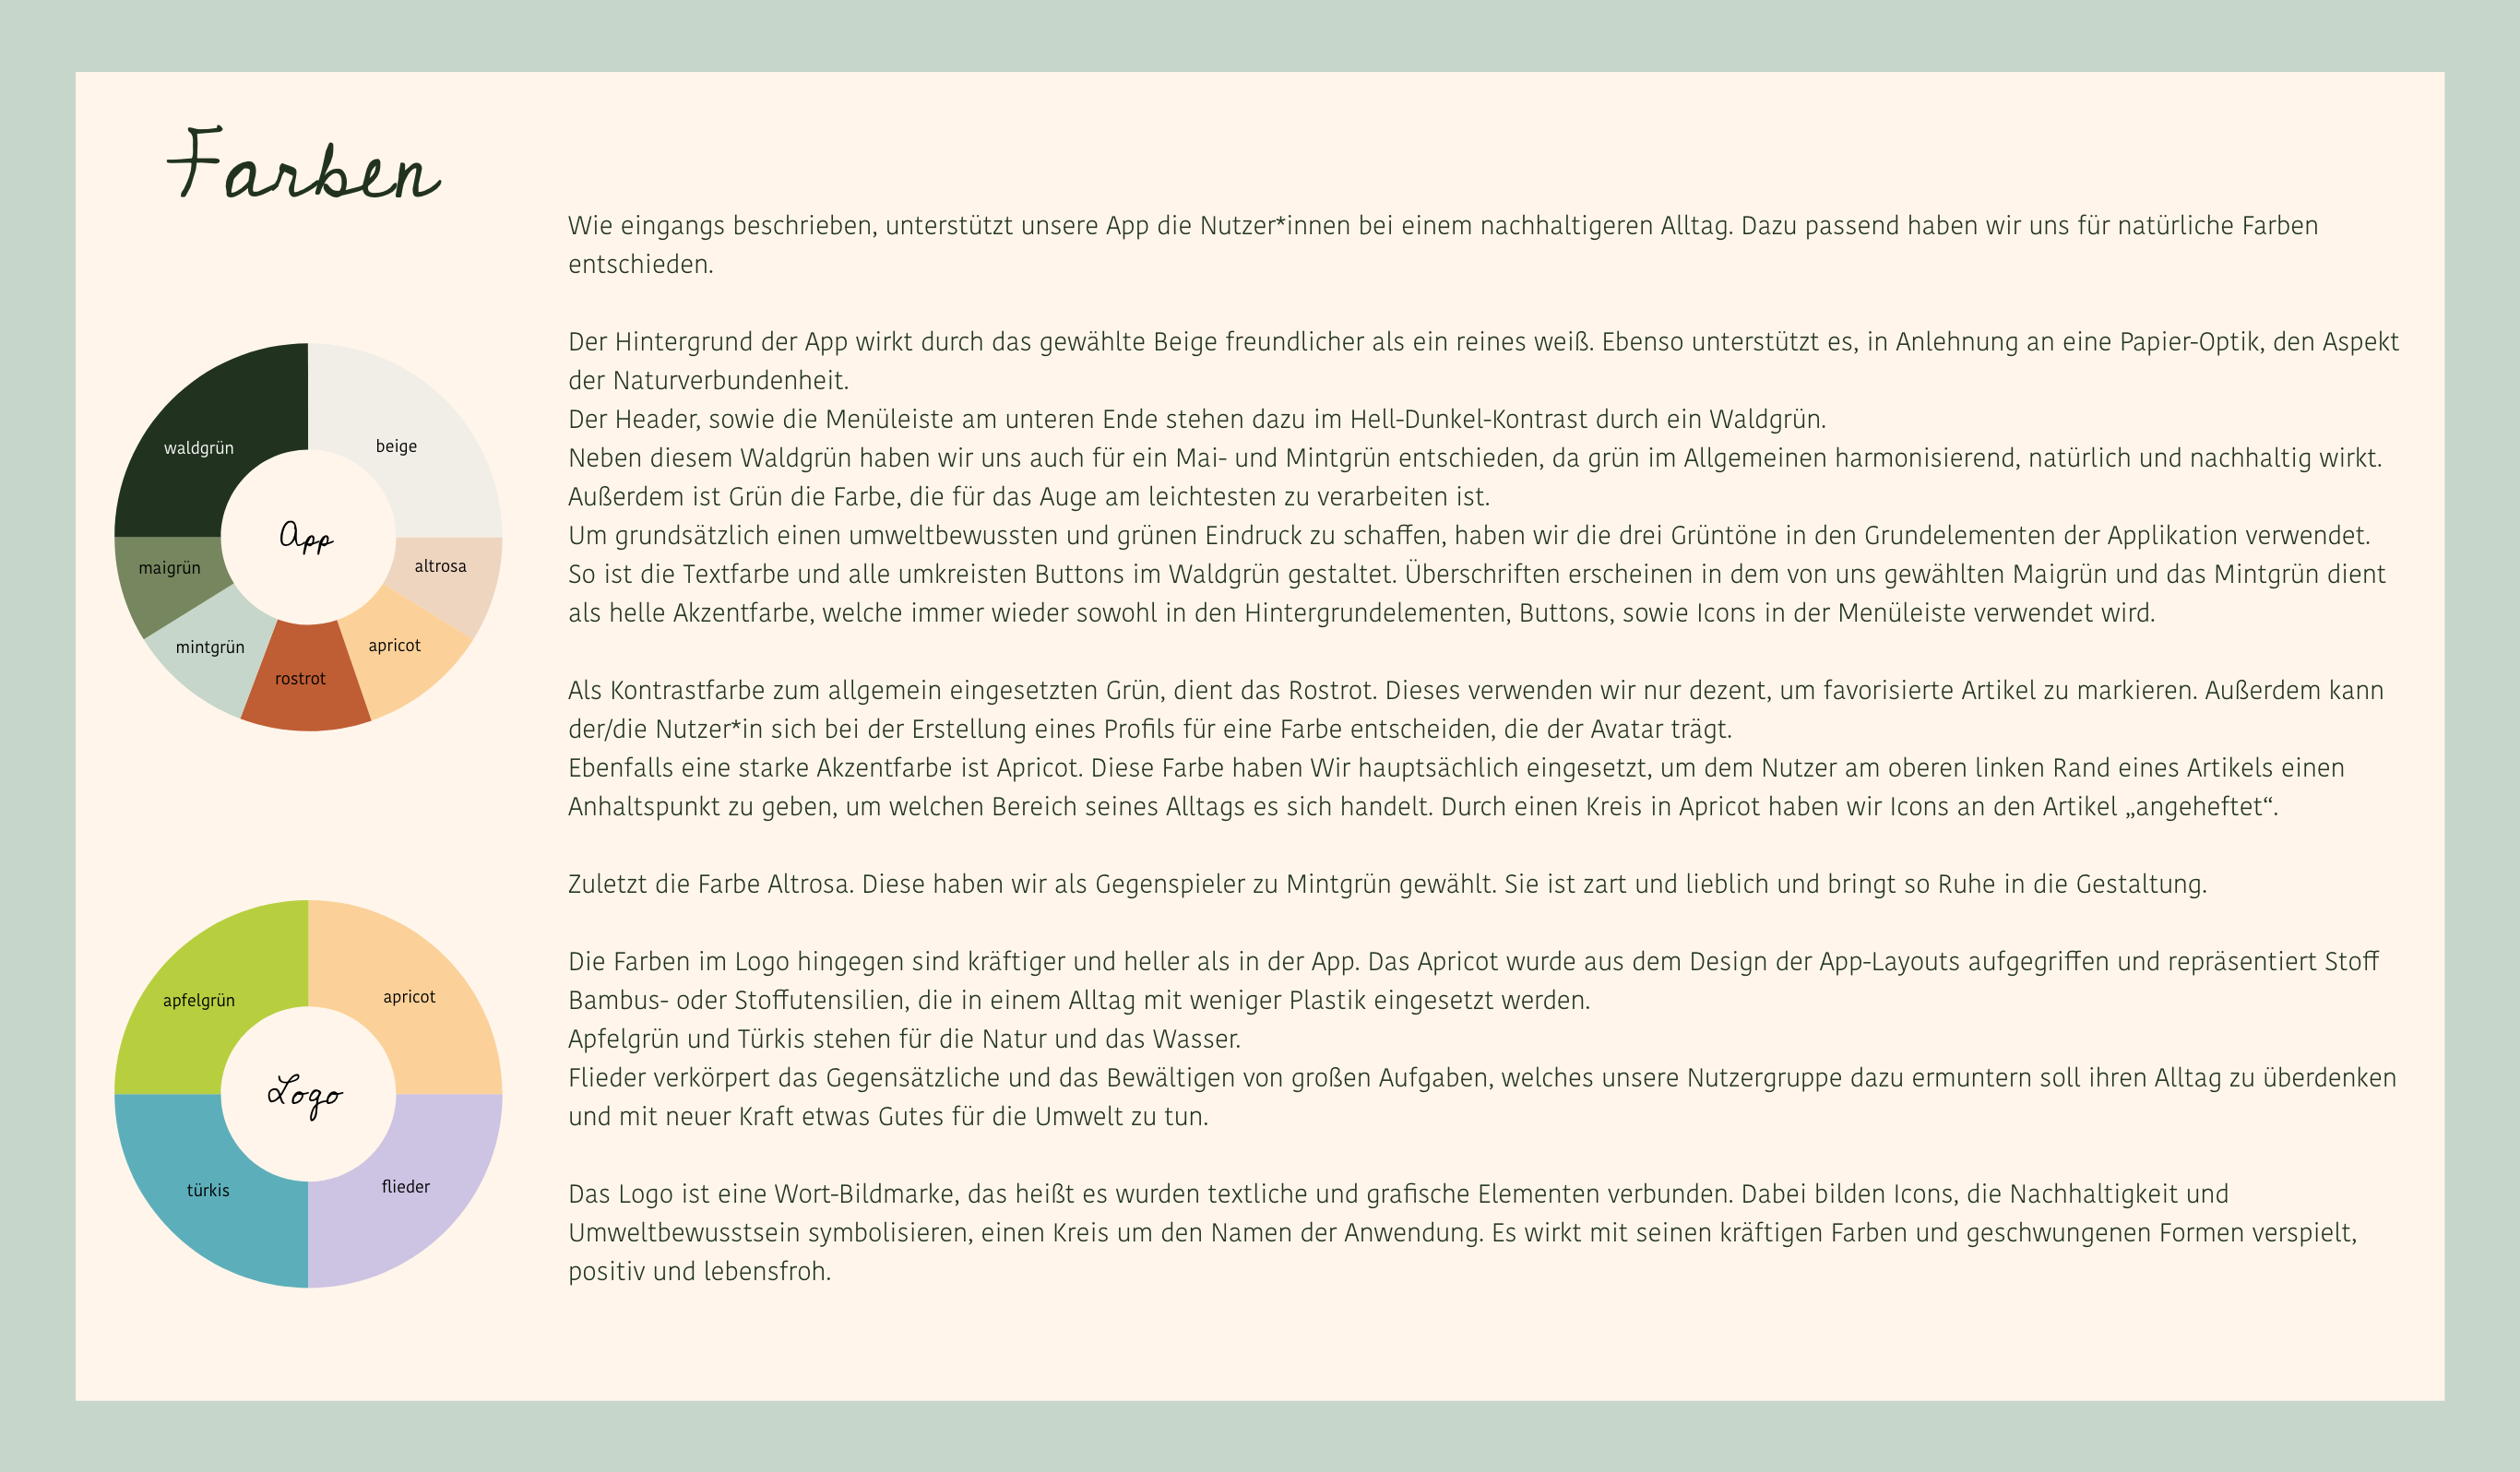 Farben
Wie eingangs beschrieben, unterstützt unsere App die Nutzer*innen bei einem nachhaltigeren Alltag. Dazu passend haben wir uns für natürliche Farben
entschieden.
Der Hintergrund der App wirkt durch das gewählte Beige freundlicher als ein reines weiß. Ebenso unterstützt es, in Anlehnung an eine Papier-Optik, den Aspekt
der Naturverbundenheit.
Der Header, sowie die Menüleiste am unteren Ende stehen dazu im Hell-Dunkel-Kontrast durch ein Waldgrün.
Neben diesem Waldgrün haben wir uns auch für ein Mai- und Mintgrün entschieden, da grün im Allgemeinen harmonisierend, natürlich und nachhaltig wirkt.
Außerdem ist Grün die Farbe, die für das Auge am leichtesten zu verarbeiten ist.
Um grundsätzlich einen umweltbewussten und grünen Eindruck zu schaffen, haben wir die drei Grüntöne in den Grundelementen der Applikation verwendet.
So ist die Textfarbe und alle umkreisten Buttons im Waldgrün gestaltet. Überschriften erscheinen in dem von uns gewählten Maigrün und das Mintgrün dient
als helle Akzentfarbe, welche immer wieder sowohl in den Hintergrundelementen, Buttons, sowie Icons in der Menüleiste verwendet wird.
Als Kontrastfarbe zum allgemein eingesetzten Grün, dient das Rostrot. Dieses verwenden wir nur dezent, um favorisierte Artikel zu markieren. Außerdem kann
der/die Nutzer*in sich bei der Erstellung eines Profils für eine Farbe entscheiden, die der Avatar trägt.
Ebenfalls eine starke Akzentfarbe ist Apricot. Diese Farbe haben Wir hauptsächlich eingesetzt, um dem Nutzer am oberen linken Rand eines Artikels einen
Anhaltspunkt zu geben, um welchen Bereich seines Alltags es sich handelt. Durch einen Kreis in Apricot haben wir Icons an den Artikel „angeheftet“.
Zuletzt die Farbe Altrosa. Diese haben wir als Gegenspieler zu Mintgrün gewählt. Sie ist zart und lieblich und bringt so Ruhe in die Gestaltung.
Die Farben im Logo hingegen sind kräftiger und heller als in der App. Das Apricot wurde aus dem Design der App-Layouts aufgegriffen und repräsentiert Stoff
Bambus- oder Stoffutensilien, die in einem Alltag mit weniger Plastik eingesetzt werden.
Apfelgrün und Türkis stehen für die Natur und das Wasser.
Flieder verkörpert das Gegensätzliche und das Bewältigen von großen Aufgaben, welches unsere Nutzergruppe dazu ermuntern soll ihren Alltag zu überdenken
und mit neuer Kraft etwas Gutes für die Umwelt zu tun.
Das Logo ist eine Wort-Bildmarke, das heißt es wurden textliche und grafische Elementen verbunden. Dabei bilden Icons, die Nachhaltigkeit und
Umweltbewusstsein symbolisieren, einen Kreis um den Namen der Anwendung. Es wirkt mit seinen kräftigen Farben und geschwungenen Formen verspielt,
positiv und lebensfroh.
waldgrün
beige
App
maigrün
altrosa
mintgrün
apricot
rostrot
apfelgrün
apricot
Logo
türkis
flieder